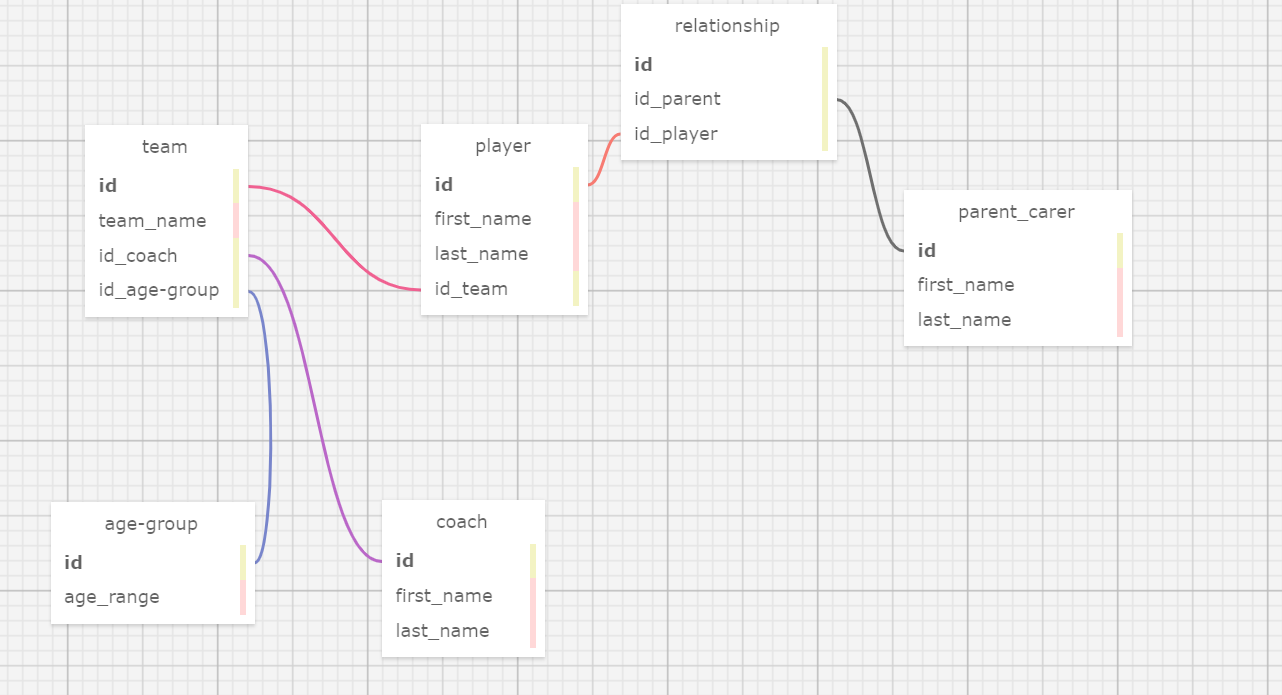 relationship
id
id_parent
id_player
team
id
team_name
id_coach
id_age-group
player
id
first_name
last_name
id_team
parent_carer
id
first_name
last_name
age-group
id
age_range
coach
id
first_name
last_name